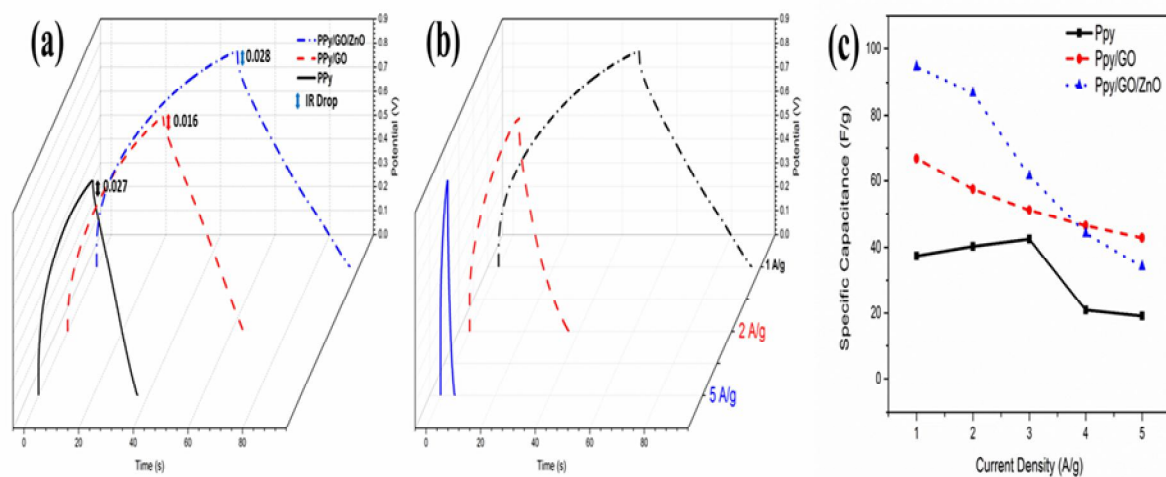 (a)
PPy/GO/ZnO
PPy/GO
PPy
IR Drop
0.028
0.016
0.027
0.9
0.8
0.7
0.6
0.5
0.4
0.3
0.2
0.1
0.0
Potential (V)
0
20
40
60
80
Time (s)
(b)
0.9
0.8
0.7
0.6
0.5
0.4
0.3
0.2
0.1
0.0
Potential (V)
1 A/g
2 A/g
5 A/g
0
20
40
60
80
Time (s)
(c)
Ppy
Ppy/GO
Ppy/GO/ZnO
100
80
60
40
20
0
Specific Capacitance (F/g)
1
2
3
4
5
Current Density (A/g)